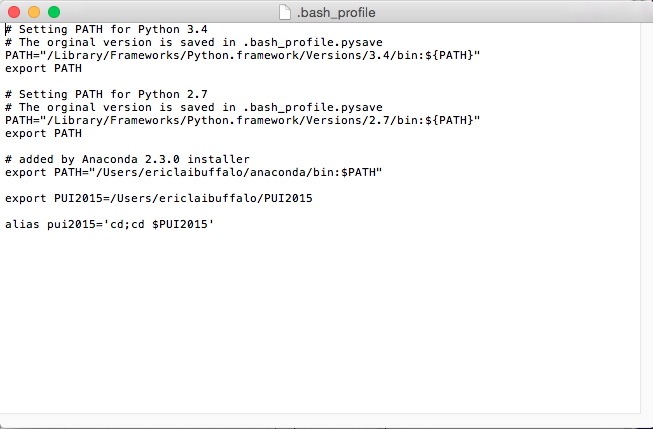 .bash_profile
# Setting PATH for Python 3.4
# The orginal version is saved in .bash_profile.pysave
PATH="/Library/Frameworks/Python.framework/Versions/3.4/bin:${PATH}"
export PATH
# Setting PATH for Python 2.7
# The orginal version is saved in .bash_profile.pysave
PATH="/Library/Frameworks/Python.framework/Versions/2.7/bin:${PATH}"
export PATH
# added by Anaconda 2.3.0 installer
export PATH="/Users/ericlaibuffalo/anaconda/bin:$PATH"
export PUI2015=/Users/ericlaibuffalo/PUI2015
alias pui2015='cd;cd $PUI2015'